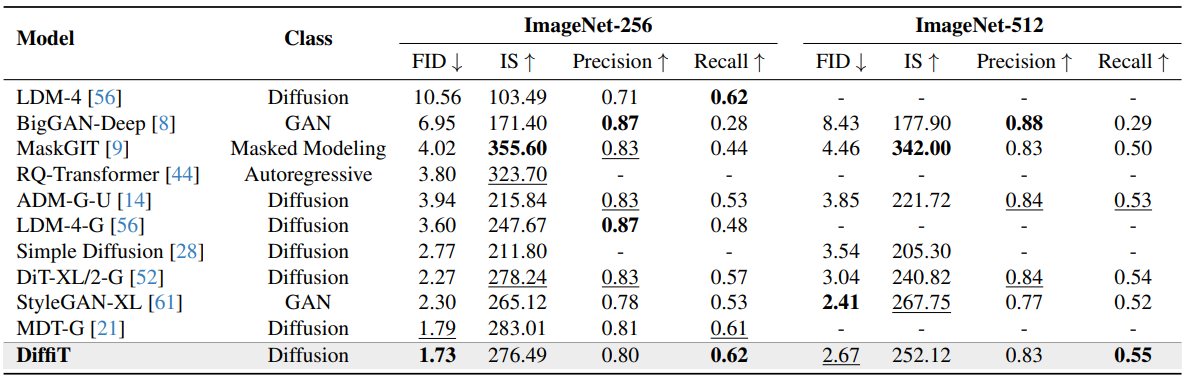 Model Class ImageNet-256 ImageNet-512
FID ↓ IS ↑ Precision ↑ Recall ↑ FID ↓ IS ↑ Precision ↑ Recall ↑
LDM-4 [56] Diffusion 10.56 103.49 0.71 0.62 - - - -
BigGAN-Deep [8] GAN 6.95 171.40 0.87 0.28 8.43 177.90 0.88 0.29
MaskGIT [9] Masked Modeling 4.02 355.60 0.83 0.44 4.46 342.00 0.83 0.50
RQ-Transformer [44] Autoregressive 3.80 323.70 - - - - - -
ADM-G-U [14] Diffusion 3.94 215.84 0.83 0.53 3.85 221.72 0.84 0.53
LDM-4-G [56] Diffusion 3.60 247.67 0.87 0.48 - - - -
Simple Diffusion [28] Diffusion 2.77 211.80 - - 3.54 205.30 - -
DiT-XL/2-G [52] Diffusion 2.27 278.24 0.83 0.57 3.04 240.82 0.84 0.54
StyleGAN-XL [61] GAN 2.30 265.12 0.78 0.53 2.41 267.75 0.77 0.52
MDT-G [21] Diffusion 1.79 283.01 0.81 0.61 - - - -
DiffiT Diffusion 1.73 276.49 0.80 0.62 2.67 252.12 0.83 0.55